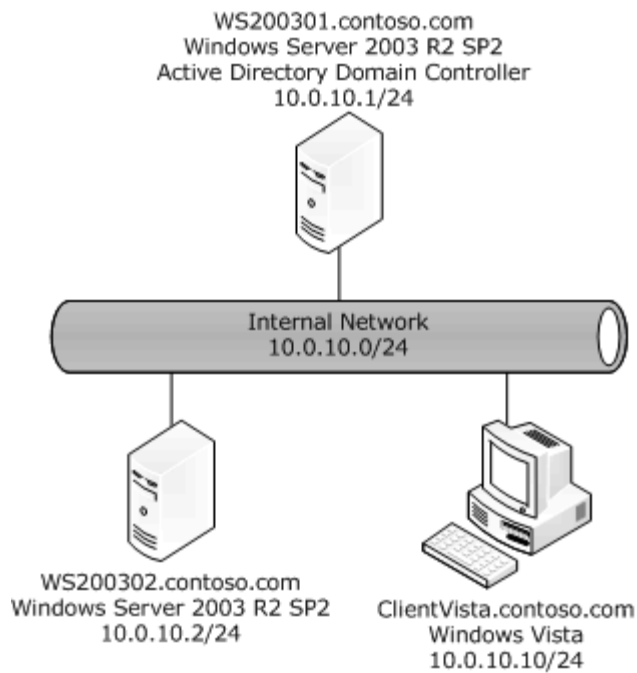 WS200301.contoso.com
Windows Server 2003 R2 SP2
Active Directory Domain Controller
10.0.10.1/24
Internal Network
10.0.10.0/24
WS200302.contoso.com
Windows Server 2003 R2 SP2
10.0.10.2/24
ClientVista.contoso.com
Windows Vista
10.0.10.10/24